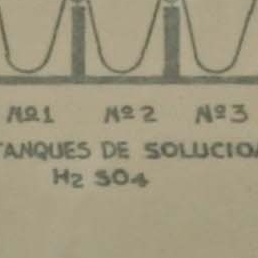 Nº1 Nº2 Nº3
TANQUES DE SOLUCIO
H2 SO4